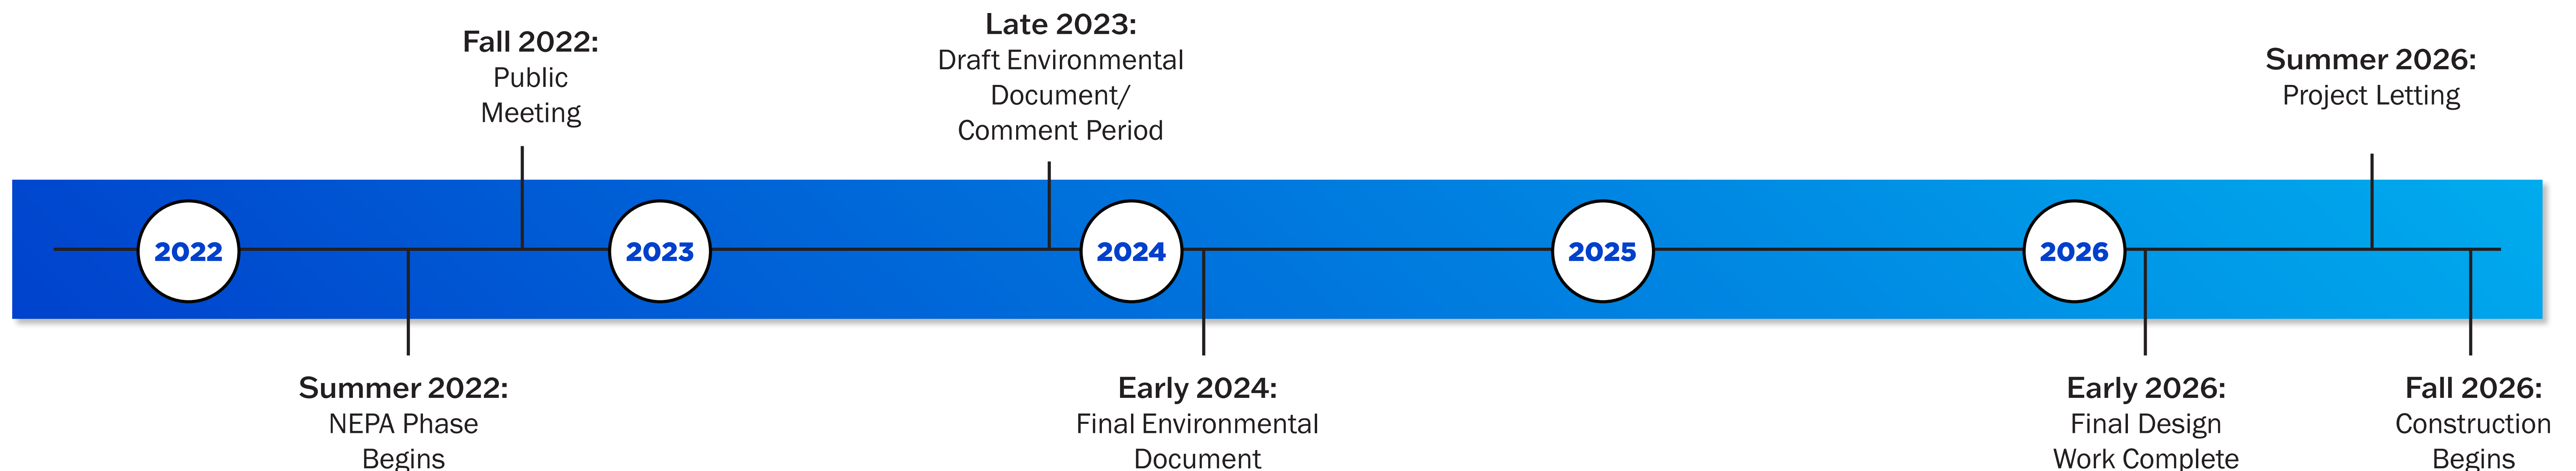 Fall 2022:
Public
Meeting
Late 2023:
Draft Environmental
Document/
Comment Period
Summer 2026:
Project Letting
2022
2023
2024
2025
2026
Summer 2022:
NEPA Phase
Begins
Early 2024:
Final Environmental
Document
Early 2026:
Final Design
Work Complete
Fall 2026:
Construction
Begins